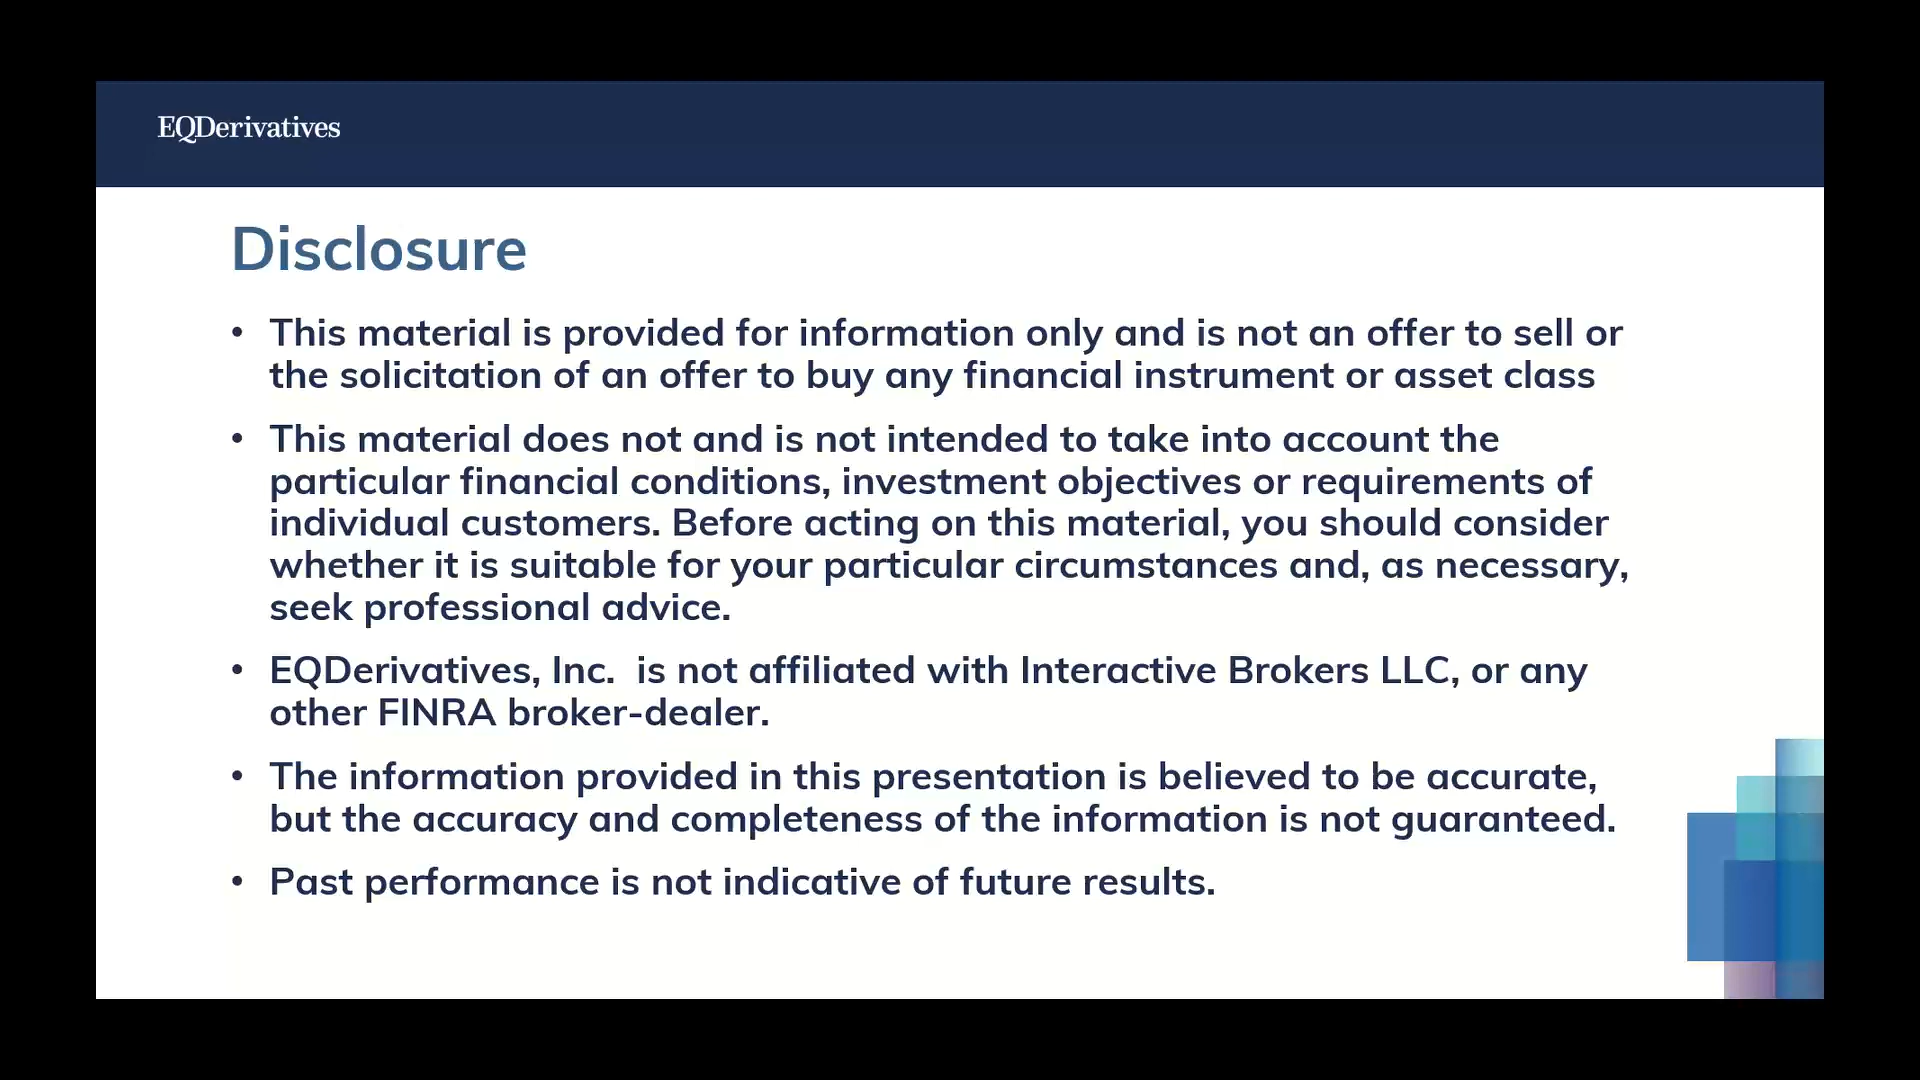 EQDerivatives
Disclosure
• This material is provided for information only and is not an offer to sell or
the solicitation of an offer to buy any financial instrument or asset class
• This material does not and is not intended to take into account the
particular financial conditions, investment objectives or requirements of
individual customers. Before acting on this material, you should consider
whether it is suitable for your particular circumstances and, as necessary,
seek professional advice.
• EQDerivatives, Inc.  is not affiliated with Interactive Brokers LLC, or any
other FINRA broker-dealer.
• The information provided in this presentation is believed to be accurate,
but the accuracy and completeness of the information is not guaranteed.
• Past performance is not indicative of future results.